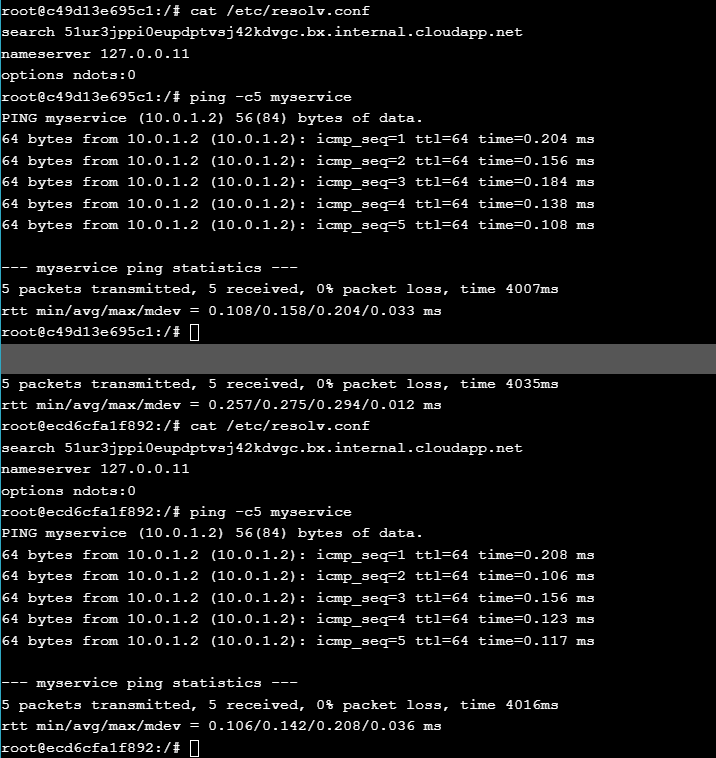 root@c49d13e695c1:/# cat /etc/resolv.conf
search 51ur3jppi0eupdptvsj42kdvgc.bx.internal.cloudapp.net
nameserver 127.0.0.11
options ndots:0
root@c49d13e695c1:/# ping -c5 myservice
PING myservice (10.0.1.2) 56(84) bytes of data.
64 bytes from 10.0.1.2 (10.0.1.2): icmp_seq=1 ttl=64 time=0.204 ms
64 bytes from 10.0.1.2 (10.0.1.2): icmp_seq=2 ttl=64 time=0.156 ms
64 bytes from 10.0.1.2 (10.0.1.2): icmp_seq=3 ttl=64 time=0.184 ms
64 bytes from 10.0.1.2 (10.0.1.2): icmp_seq=4 ttl=64 time=0.138 ms
64 bytes from 10.0.1.2 (10.0.1.2): icmp_seq=5 ttl=64 time=0.108 ms
--- myservice ping statistics ---
5 packets transmitted, 5 received, 0% packet loss, time 4007ms
rtt min/avg/max/mdev = 0.108/0.158/0.204/0.033 ms
root@c49d13e695c1:/#
5 packets transmitted, 5 received, 0% packet loss, time 4035ms
rtt min/avg/max/mdev = 0.257/0.275/0.294/0.012 ms
root@ecd6cfa1f892:/# cat /etc/resolv.conf
search 51ur3jppi0eupdptvsj42kdvgc.bx.internal.cloudapp.net
nameserver 127.0.0.11
options ndots:0
root@ecd6cfa1f892:/# ping -c5 myservice
PING myservice (10.0.1.2) 56(84) bytes of data.
64 bytes from 10.0.1.2 (10.0.1.2): icmp_seq=1 ttl=64 time=0.208 ms
64 bytes from 10.0.1.2 (10.0.1.2): icmp_seq=2 ttl=64 time=0.106 ms
64 bytes from 10.0.1.2 (10.0.1.2): icmp_seq=3 ttl=64 time=0.156 ms
64 bytes from 10.0.1.2 (10.0.1.2): icmp_seq=4 ttl=64 time=0.123 ms
64 bytes from 10.0.1.2 (10.0.1.2): icmp_seq=5 ttl=64 time=0.117 ms
--- myservice ping statistics ---
5 packets transmitted, 5 received, 0% packet loss, time 4016ms
rtt min/avg/max/mdev = 0.106/0.142/0.208/0.036 ms
root@ecd6cfa1f892:/#